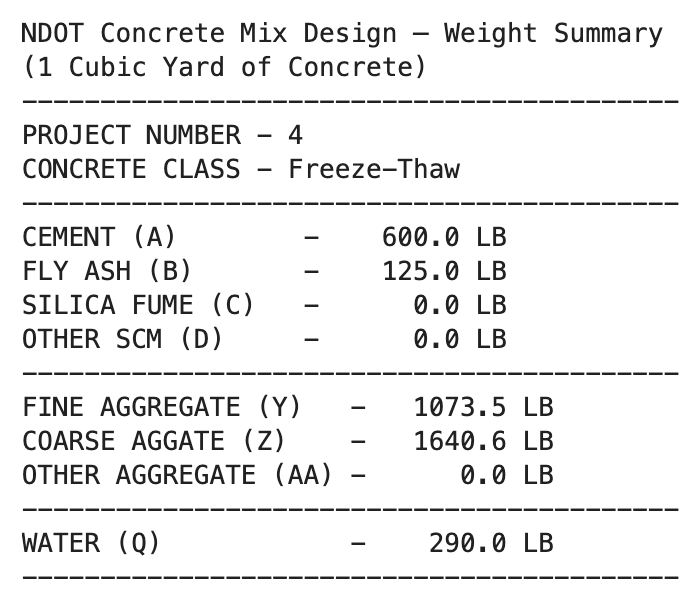 NDOT Concrete Mix Design – Weight Summary
(1 Cubic Yard of Concrete)
------------------------------------------
PROJECT NUMBER – 4
CONCRETE CLASS – Freeze-Thaw
------------------------------------------
CEMENT (A) – 600.0 LB
FLY ASH (B) – 125.0 LB
SILICA FUME (C) – 0.0 LB
OTHER SCM (D) – 0.0 LB
------------------------------------------
FINE AGGREGATE (Y) – 1073.5 LB
COARSE AGGATE (Z) – 1640.6 LB
OTHER AGGREGATE (AA) – 0.0 LB
------------------------------------------
WATER (Q) – 290.0 LB
------------------------------------------